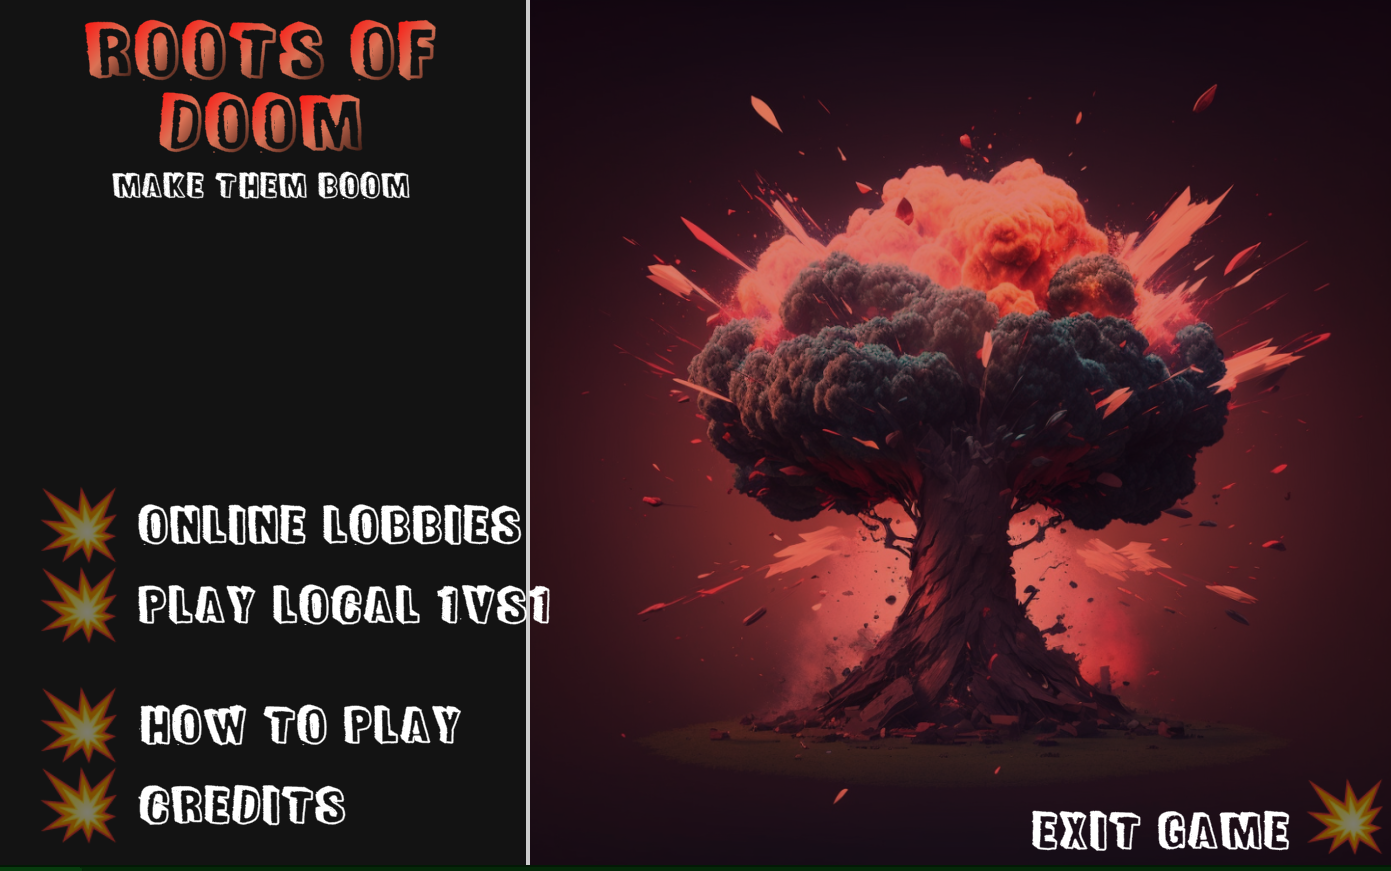 ROOTS OF
DOOM
MAKE THEM BOOM
ONLINE LOBBIES
PLAY LOCAL 1VS1
HOW TO PLAY
CREDITS
EXIT GAME